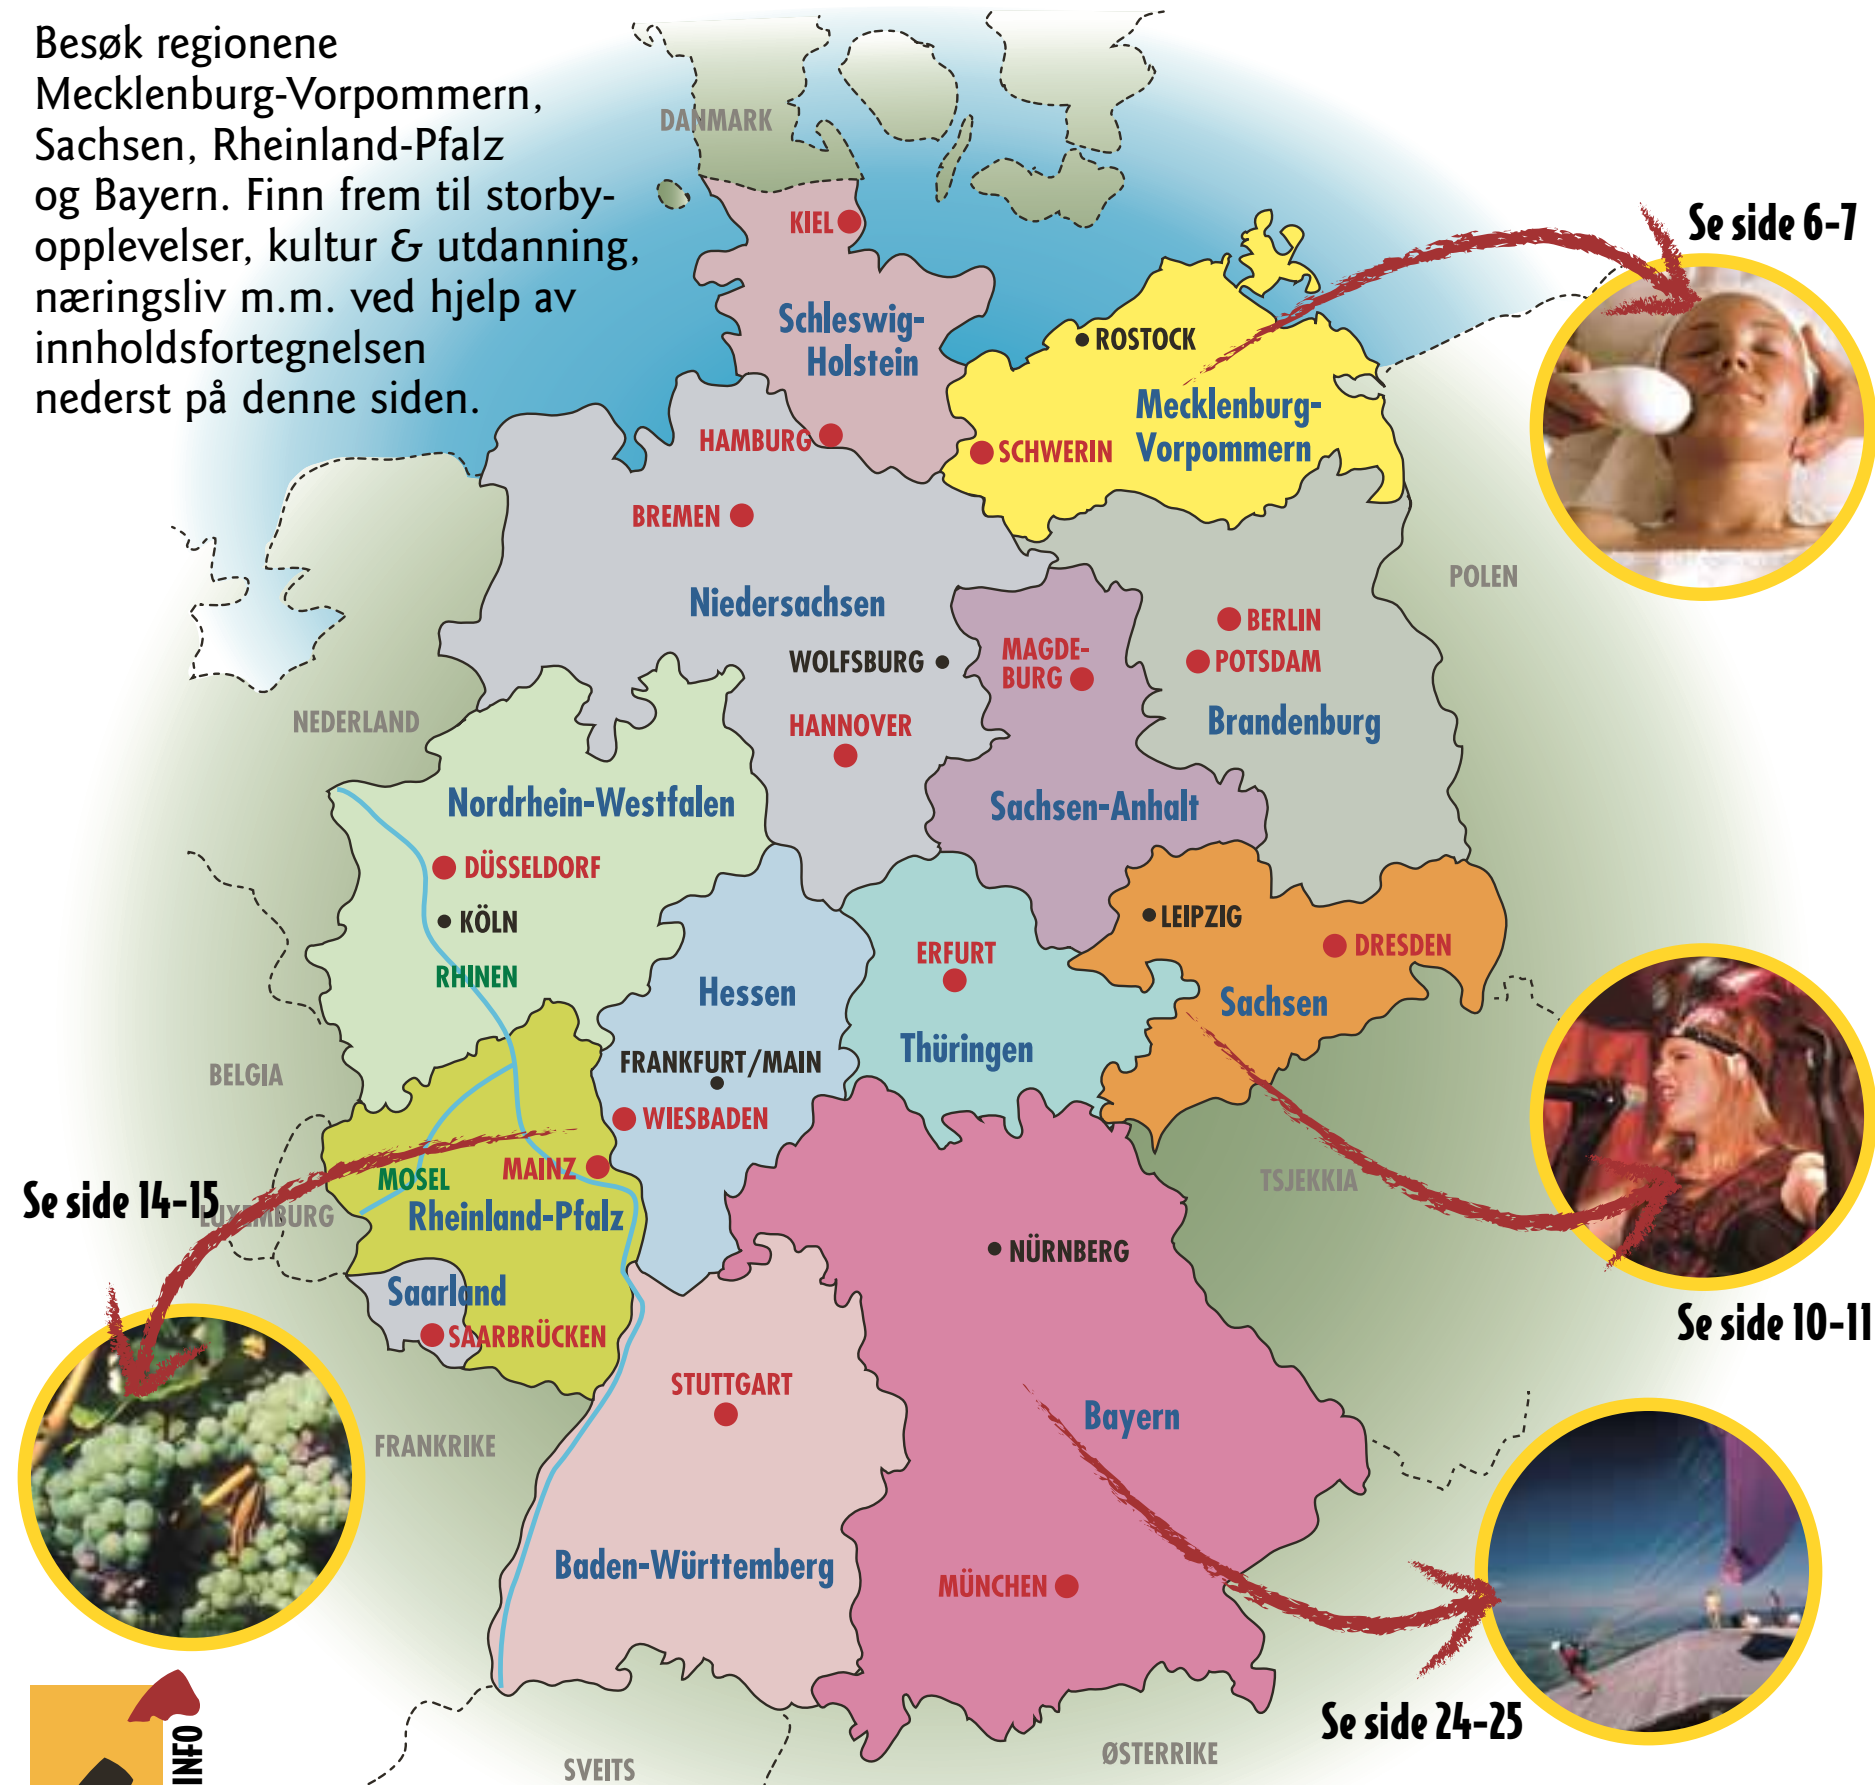 Besøk regionene
Mecklenburg-Vorpommern,
Sachsen, Rheinland-Pfalz
og Bayern. Finn frem til storby-
opplevelser, kultur & utdanning,
næringsliv m.m. ved hjelp av
innholdsfortegnelsen
nederst på denne siden.
DANMARK
KIEL
Se side 6-7
Schleswig-
Holstein
ROSTOCK
Mecklenburg-
Vorpommern
HAMBURG
SCHWERIN
BREMEN
POLEN
Niedersachsen
BERLIN
WOLFSBURG
MAGDE-
BURG
POTSDAM
NEDERLAND
HANNOVER
Brandenburg
Nordrhein-Westfalen
Sachsen-Anhalt
DÜSSELDORF
KÖLN
LEIPZIG
ERFURT
DRESDEN
RHINEN
Hessen
Sachsen
Thüringen
FRANKFURT/MAIN
BELGIA
WIESBADEN
MOSEL
MAINZ
TSJEKKIA
Se side 14-15
LUXEMBURG
Rheinland-Pfalz
NÜRNBERG
Saarland
SAARBRÜCKEN
Se side 10-11
STUTTGART
Bayern
FRANKRIKE
Baden-Württemberg
MÜNCHEN
Se side 24-25
INFO
SVEITS
ØSTERRIKE